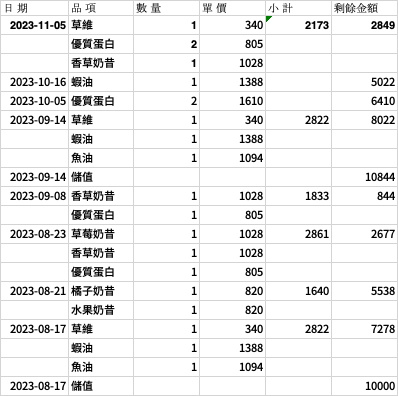 日 期 品 項 數 量 單 價 小 計 剩餘金額
2023-11-05 草維 1 340 2173 2849
優質蛋白 2 805
香草奶昔 1 1028
2023-10-16 蝦油 1 1388 5022
2023-10-05 優質蛋白 2 1610 6410
2023-09-14 草維 1 340 2822 8022
蝦油 1 1388
魚油 1 1094
2023-09-14 儲值 10844
2023-09-08 香草奶昔 1 1028 1833 844
優質蛋白 1 805
2023-08-23 草莓奶昔 1 1028 2861 2677
香草奶昔 1 1028
優質蛋白 1 805
2023-08-21 橘子奶昔 1 820 1640 5538
水果奶昔 1 820
2023-08-17 草維 1 340 2822 7278
蝦油 1 1388
魚油 1 1094
2023-08-17 儲值 10000